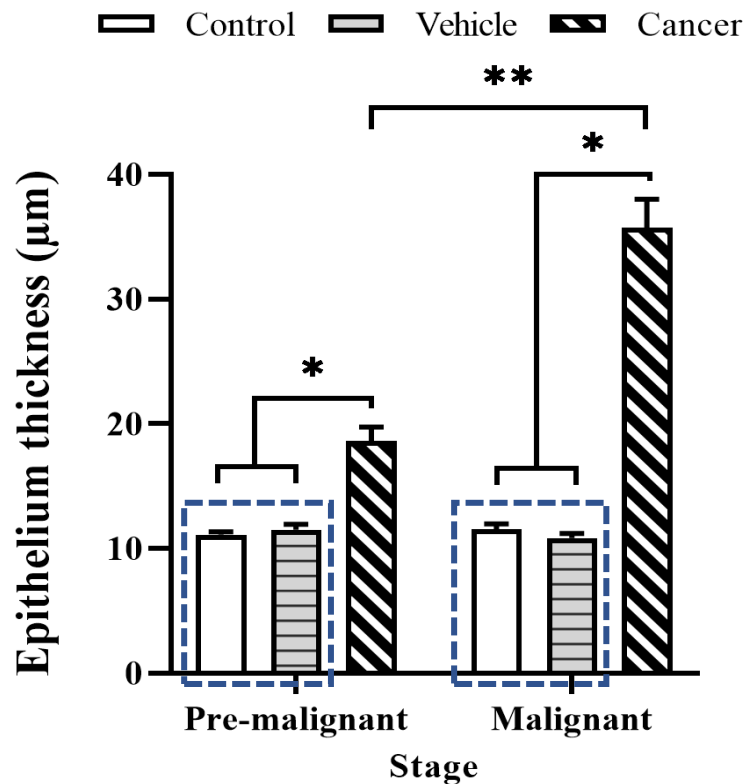 Control Vehicle Cancer
**
*
*
Epithelium thickness (μm)
40
30
20
10
0
Pre-malignant Malignant
Stage